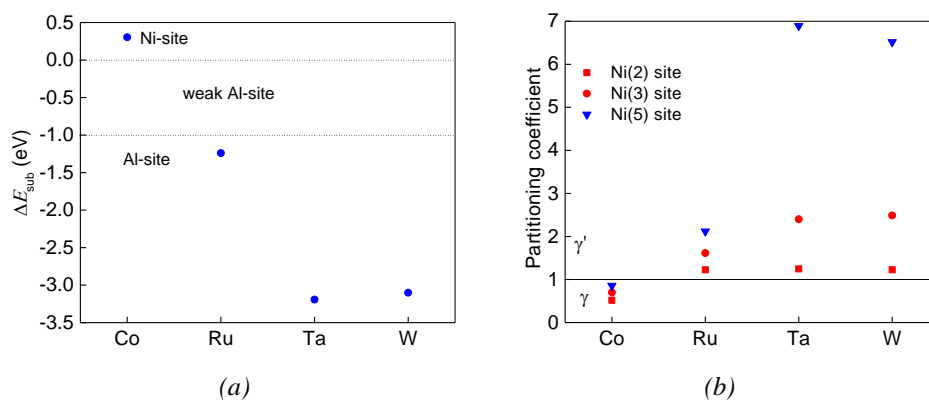 0.5
0.0
-0.5
-1.0
-1.5
-2.0
-2.5
-3.0
-3.5
ΔE_sub (eV)
Ni-site
weak Al-site
Al-site
Co Ru Ta W
(a)
7
6
5
4
3
2
1
0
Partitioning coefficient
Ni(2) site
Ni(3) site
Ni(5) site
γ'
γ
Co Ru Ta W
(b)